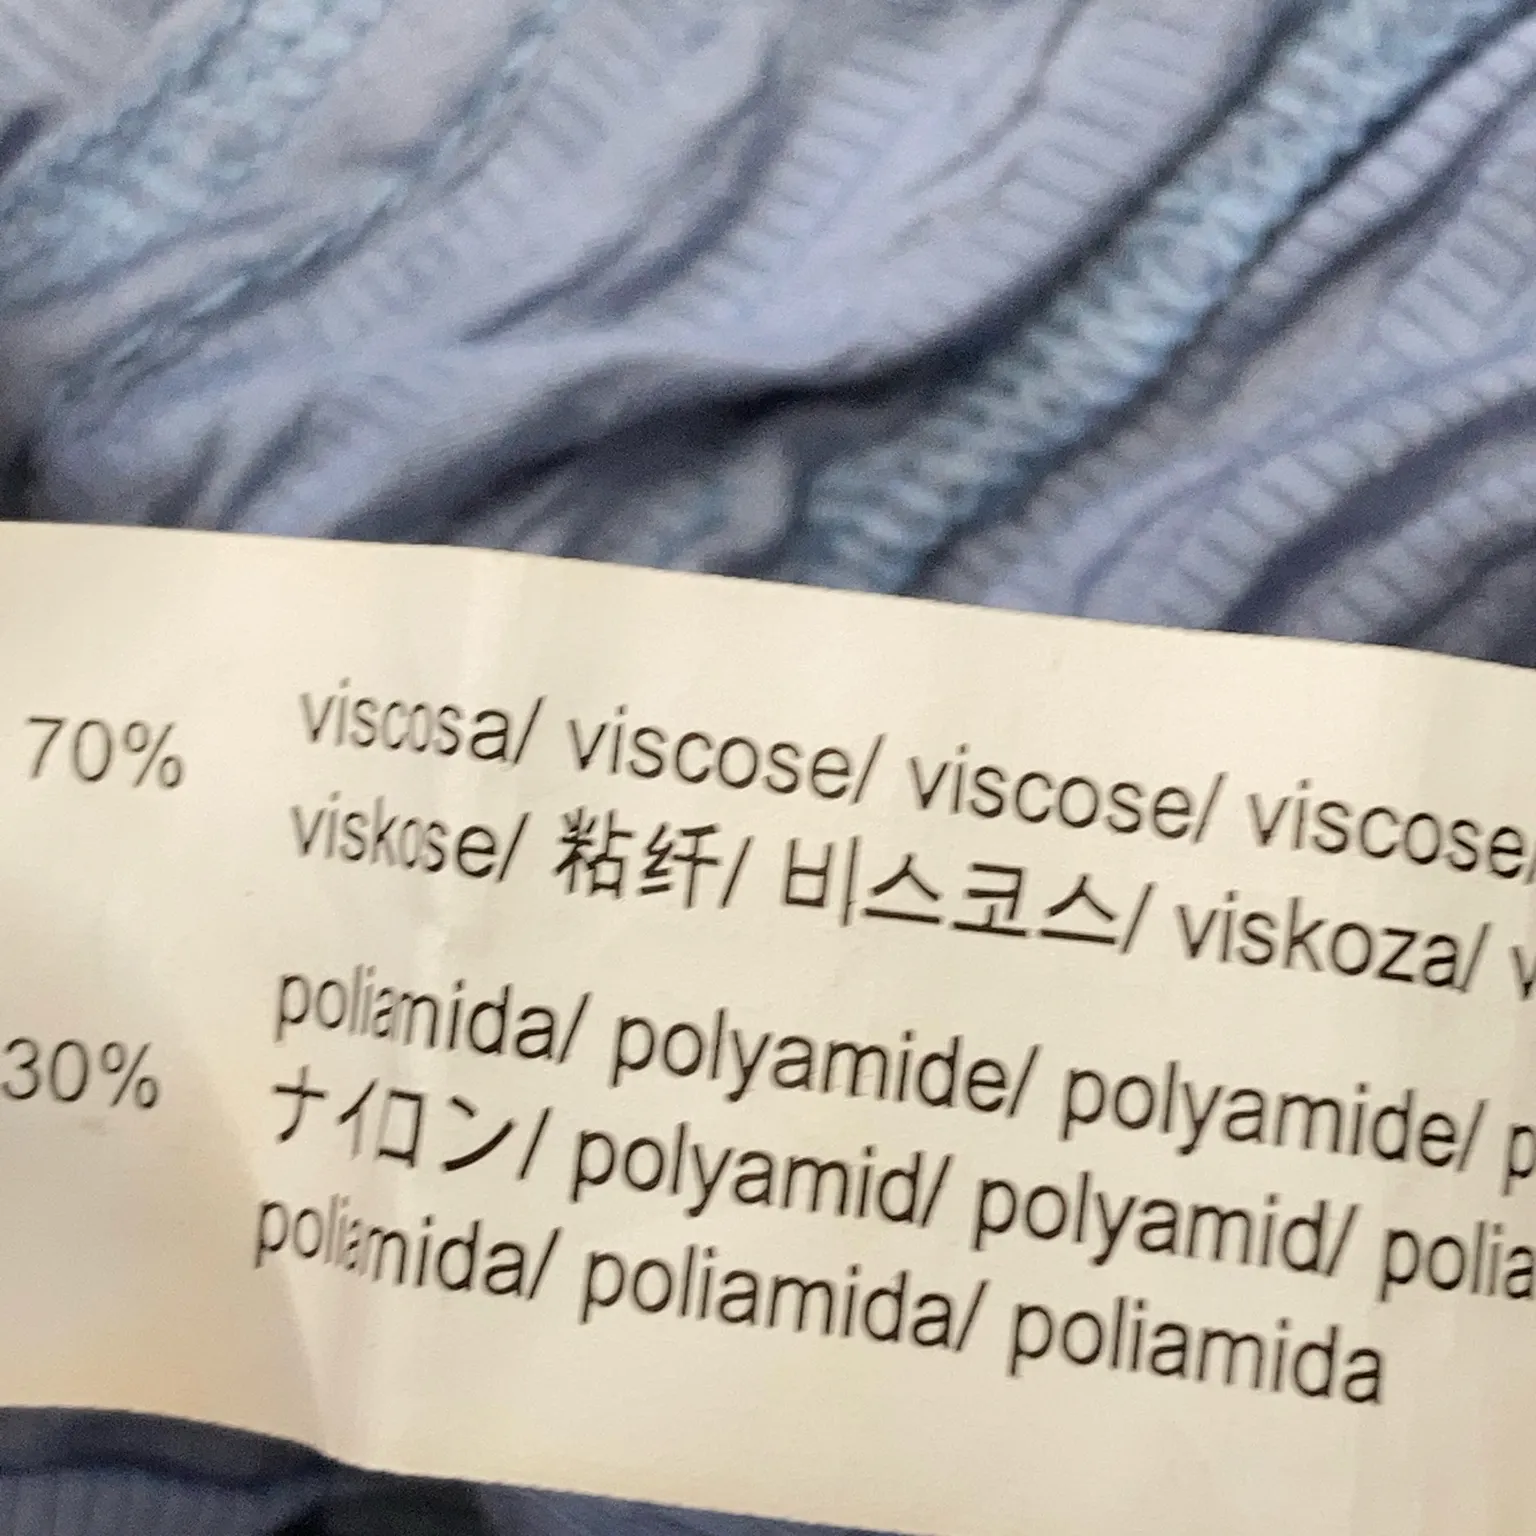 70% viscosa/ viscose/ viscose/ viscose/
viskose/ 粘纤/ 비스코스/ viskoza/
30% poliamida/ polyamide/ polyamide/
ナイロン/ polyamid/ polyamid/
poliamida/ poliamida/ poliamida